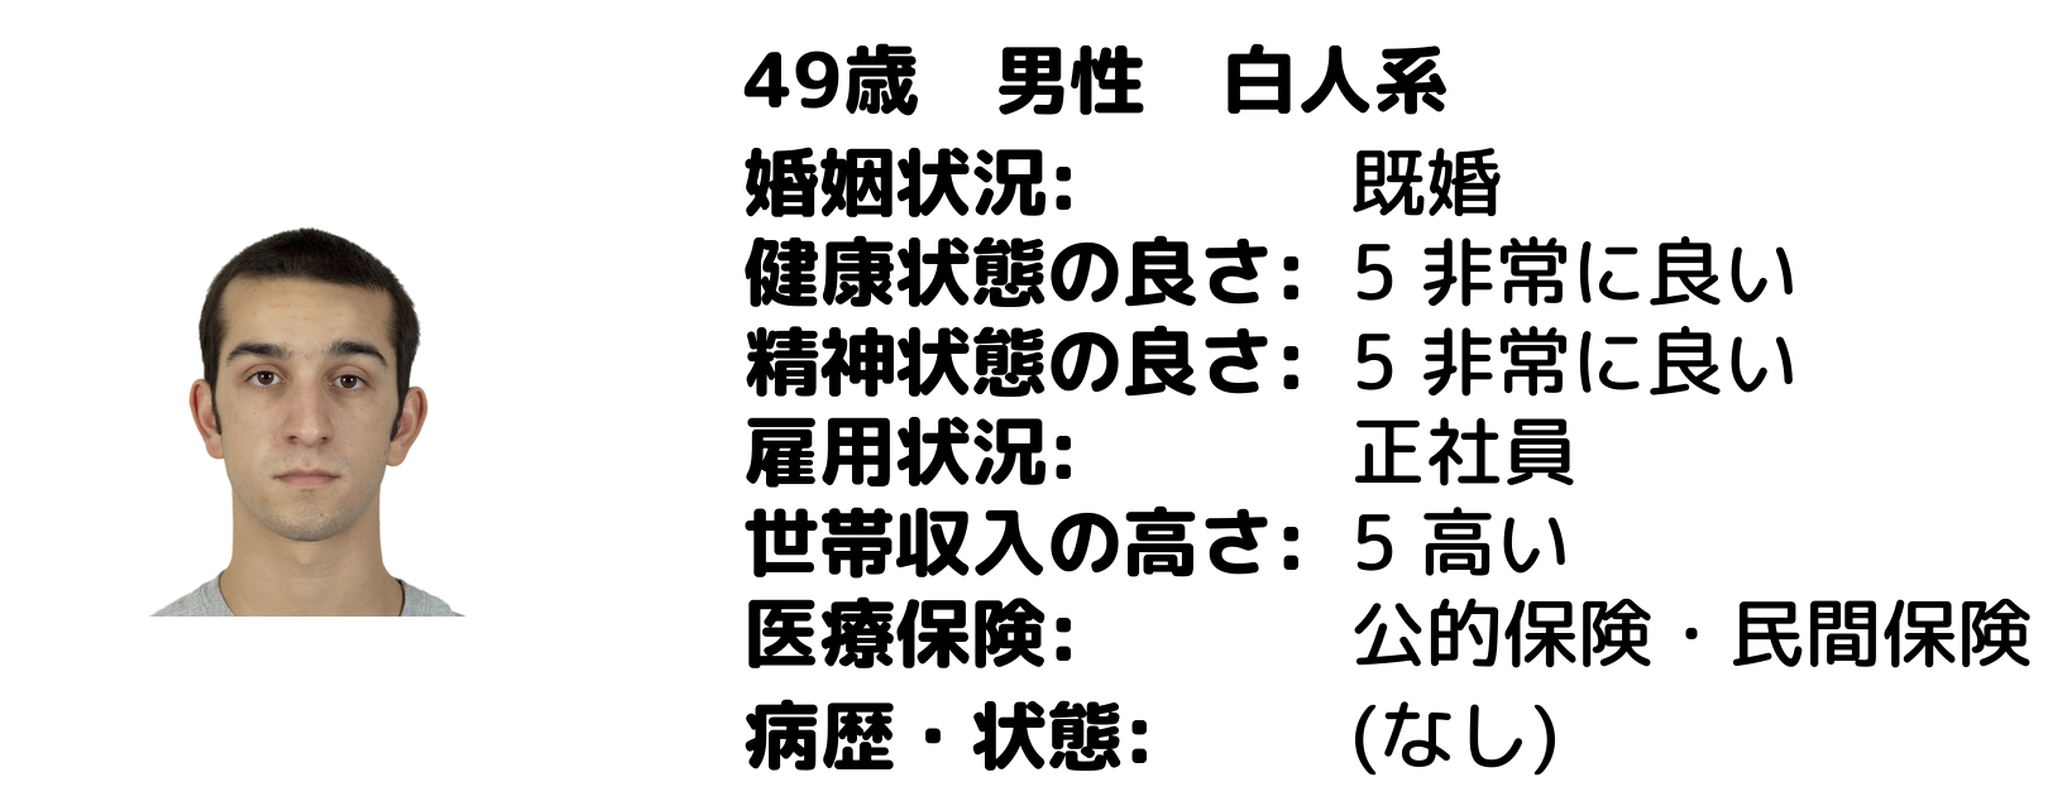 49歳　男性　白人系
婚姻状況: 既婚
健康状態の良さ: 5 非常に良い
精神状態の良さ: 5 非常に良い
雇用状況: 正社員
世帯収入の高さ: 5 高い
医療保険: 公的保険・民間保険
病歴・状態: (なし)